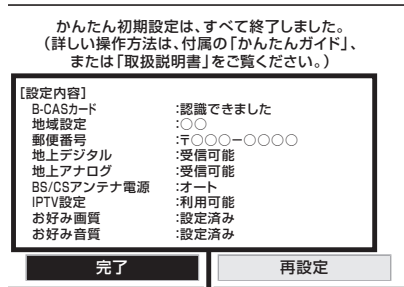 かんたん初期設定は、すべて終了しました。
（詳しい操作方法は、付属の「かんたんガイド」、
または「取扱説明書」をご覧ください。）
［設定内容］
B-CASカード　：認識できました
地域設定　：○○
郵便番号　：〒○○○−○○○○
地上デジタル　：受信可能
地上アナログ　：受信可能
BS/CSアンテナ電源　：オート
IPTV設定　：利用可能
お好み画質　：設定済み
お好み音質　：設定済み
完了　再設定